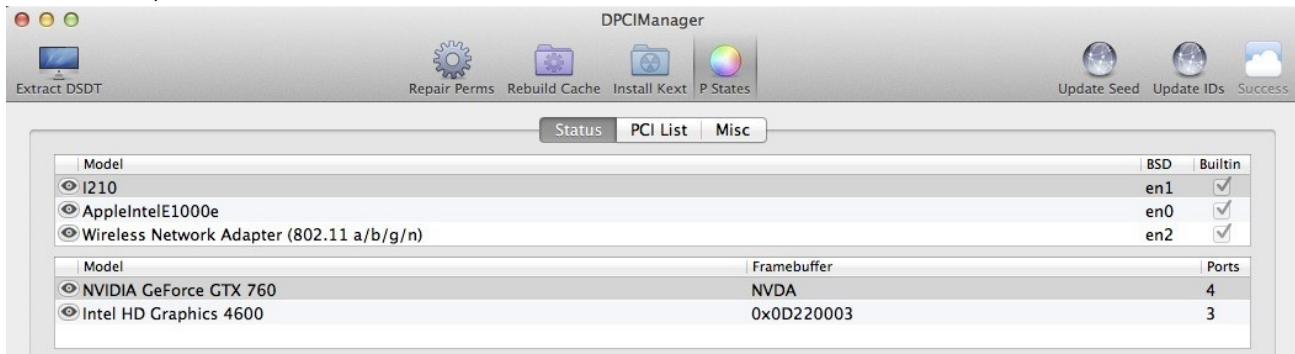 DPCIManager
Extract DSDT
Repair Perms Rebuild Cache Install Kext P States
Update Seed Update IDs Success
Status PCI List Misc
Model BSD Builtin
I210 en1
AppleIntelE1000e en0
Wireless Network Adapter (802.11 a/b/g/n) en2
Model Framebuffer Ports
NVIDIA GeForce GTX 760 NVDA 4
Intel HD Graphics 4600 0x0D220003 3